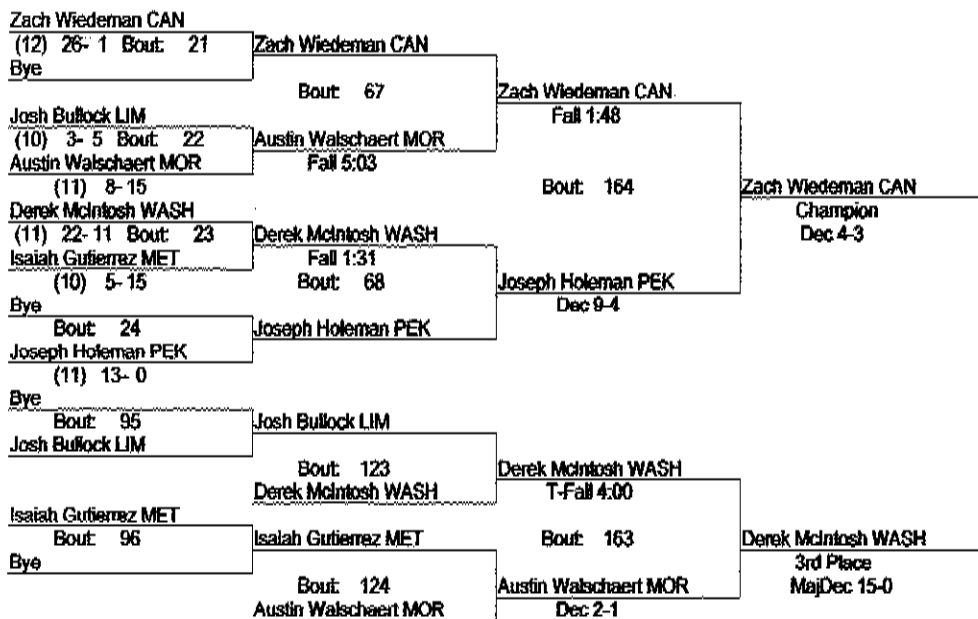 Zach Wiedeman CAN
(12) 26- 1 Bout: 21
Bye
Zach Wiedeman CAN
Bout: 67
Josh Bullock LIM
(10) 3- 5 Bout: 22
Austin Walschaert MOR
(11) 8- 15
Austin Walschaert MOR
Fall 5:03
Zach Wiedeman CAN
Fall 1:48
Bout: 164
Derek McIntosh WASH
(11) 22- 11 Bout: 23
Isaiah Gutierrez MET
(10) 5- 15
Derek McIntosh WASH
Fall 1:31
Bout: 68
Bye
Bout: 24
Joseph Holeman PEK
(11) 13- 0
Joseph Holeman PEK
Joseph Holeman PEK
Dec 9-4
Zach Wiedeman CAN
Champion
Dec 4-3
Bye
Bout: 95
Josh Bullock LIM
Josh Bullock LIM
Bout: 123
Derek McIntosh WASH
Derek McIntosh WASH
T-Fall 4:00
Bout: 163
Isaiah Gutierrez MET
Bout: 96
Bye
Isaiah Gutierrez MET
Bout: 124
Austin Walschaert MOR
Austin Walschaert MOR
Dec 2-1
Derek McIntosh WASH
3rd Place
MajDec 15-0